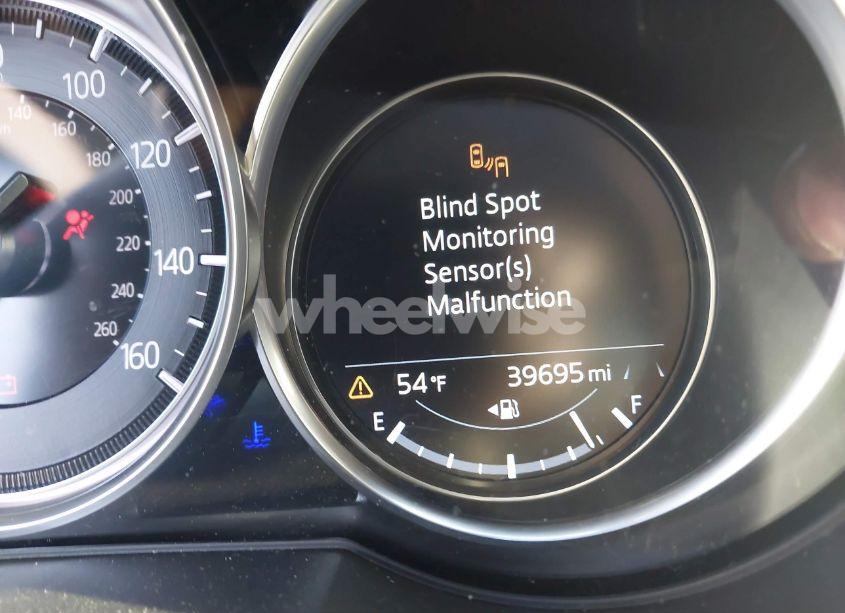 100
120
140
160
140
160
180
200
220
240
260
Blind Spot
Monitoring
Sensor(s)
Malfunction
wheelwise
54°F
39695 mi
E
F